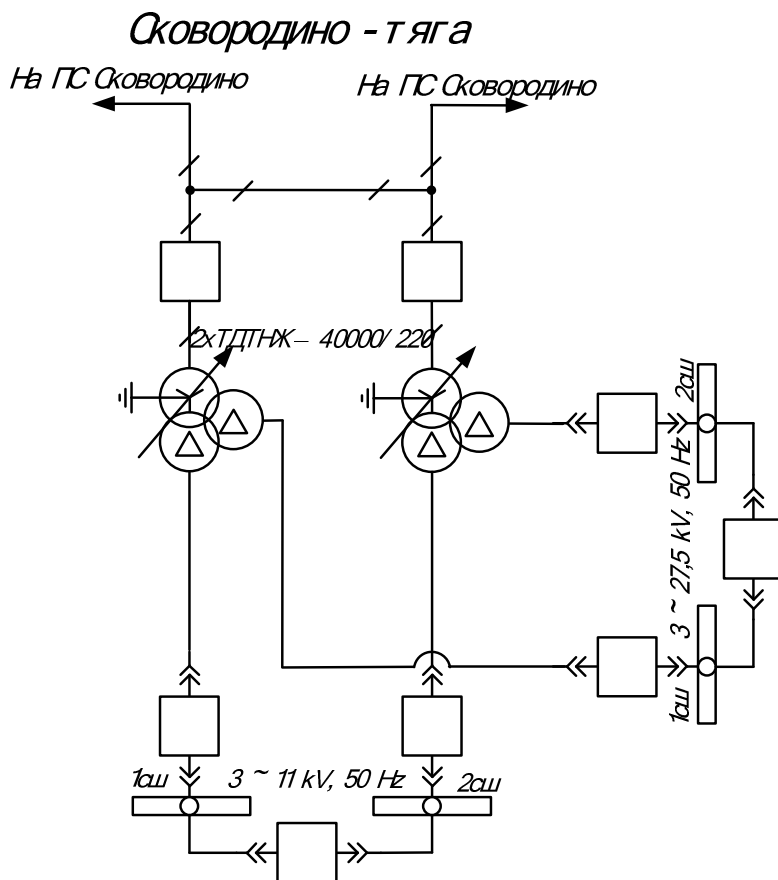 Сковородино - тяга
На ПС Сковородино
На ПС Сковородино
2хТДТНЖ – 40000/ 220
2сш
3 ~ 27,5 kV, 50 Hz
1сш
1сш
3 ~ 11 kV, 50 Hz
2сш